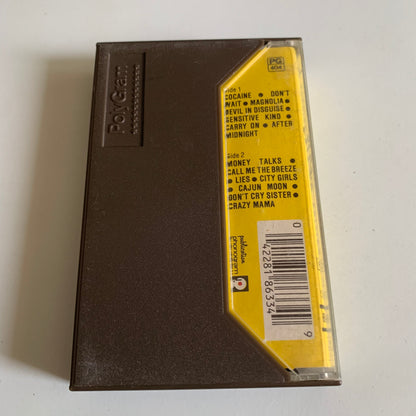 PolyGram
PG
404
Side 1
COCAINE • DON'T
WAIT • MAGNOLIA •
DEVIL IN DISGUISE •
SENSITIVE KIND •
CARRY ON • AFTER
MIDNIGHT
Side 2
MONEY TALKS •
CALL ME THE BREEZE
• LIES • CITY GIRLS
• CAJUN MOON •
DON'T CRY SISTER •
CRAZY MAMA
publication
phonogram
0 42281 86334 9